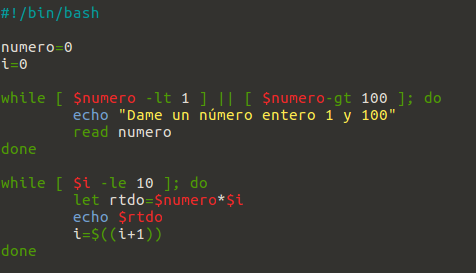 #!/bin/bash
numero=0
i=0
while [ $numero -lt 1 ] || [ $numero-gt 100 ]; do
echo "Dame un número entero 1 y 100"
read numero
done
while [ $i -le 10 ]; do
let rtdo=$numero*$i
echo $rtdo
i=$((i+1))
done